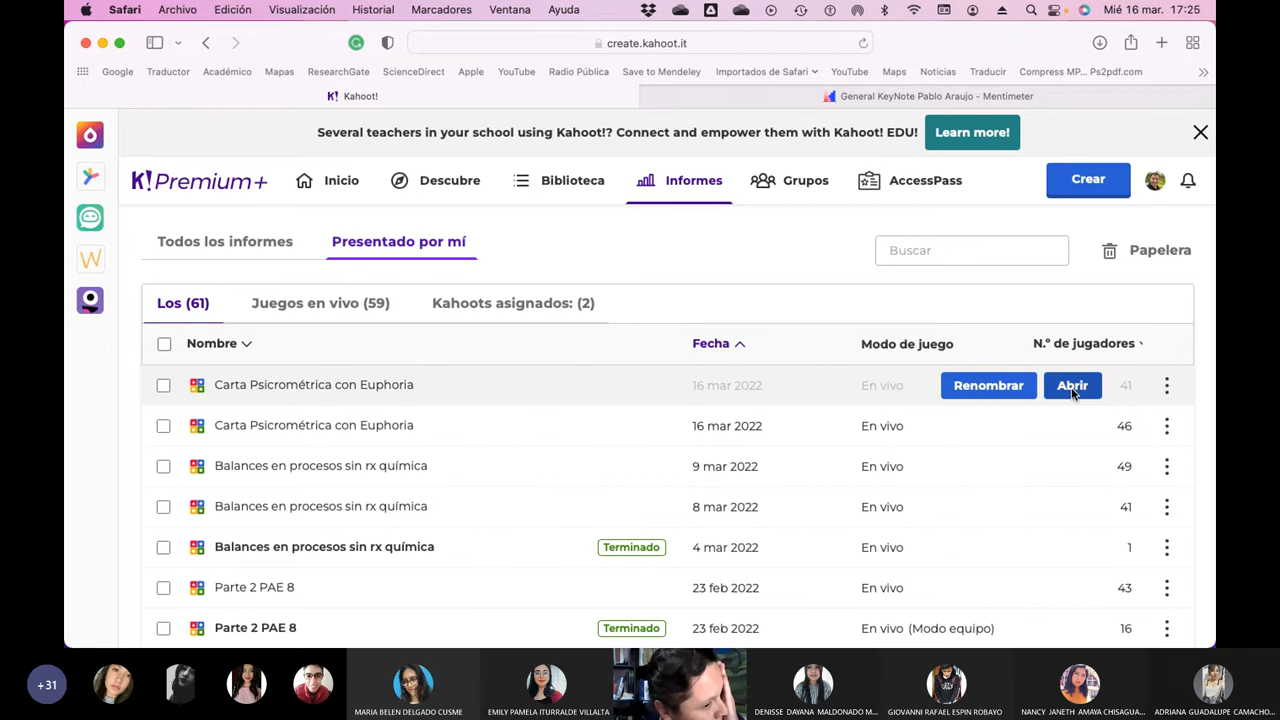 Safari Archivo Edición Visualización Historial Marcadores Ventana Ayuda Mié 16 mar. 17:25
create.kahoot.it
Google Traductor Académico Mapas ResearchGate ScienceDirect Apple YouTube Radio Pública Save to Mendeley Importados de Safari YouTube Maps Noticias Traducir Compress MP... Ps2pdf.com
K! Kahoot! General KeyNote Pablo Araujo - Mentimeter
Several teachers in your school using Kahoot!? Connect and empower them with Kahoot! EDU! Learn more!
K!Premium+ Inicio Descubre Biblioteca Informes Grupos AccessPass Crear
Todos los informes Presentado por mí Buscar Papelera
Los (61) Juegos en vivo (59) Kahoots asignados: (2)
Nombre Fecha Modo de juego N.º de jugadores
Carta Psicrométrica con Euphoria 16 mar 2022 En vivo Renombrar Abrir 41
Carta Psicrométrica con Euphoria 16 mar 2022 En vivo 46
Balances en procesos sin rx química 9 mar 2022 En vivo 49
Balances en procesos sin rx química 8 mar 2022 En vivo 41
Balances en procesos sin rx química Terminado 4 mar 2022 En vivo 1
Parte 2 PAE 8 23 feb 2022 En vivo 43
Parte 2 PAE 8 Terminado 23 feb 2022 En vivo (Modo equipo) 16
+31 MARIA BELEN DELGADO CUSME EMILY PAMELA ITURRALDE VILLALTA DENISSE DAYANA MALDONADO M... GIOVANNI RAFAEL ESPIN ROBAYO NANCY JANETH AMAYA CHISAGUA... ADRIANA GUADALUPE CAMACHO...